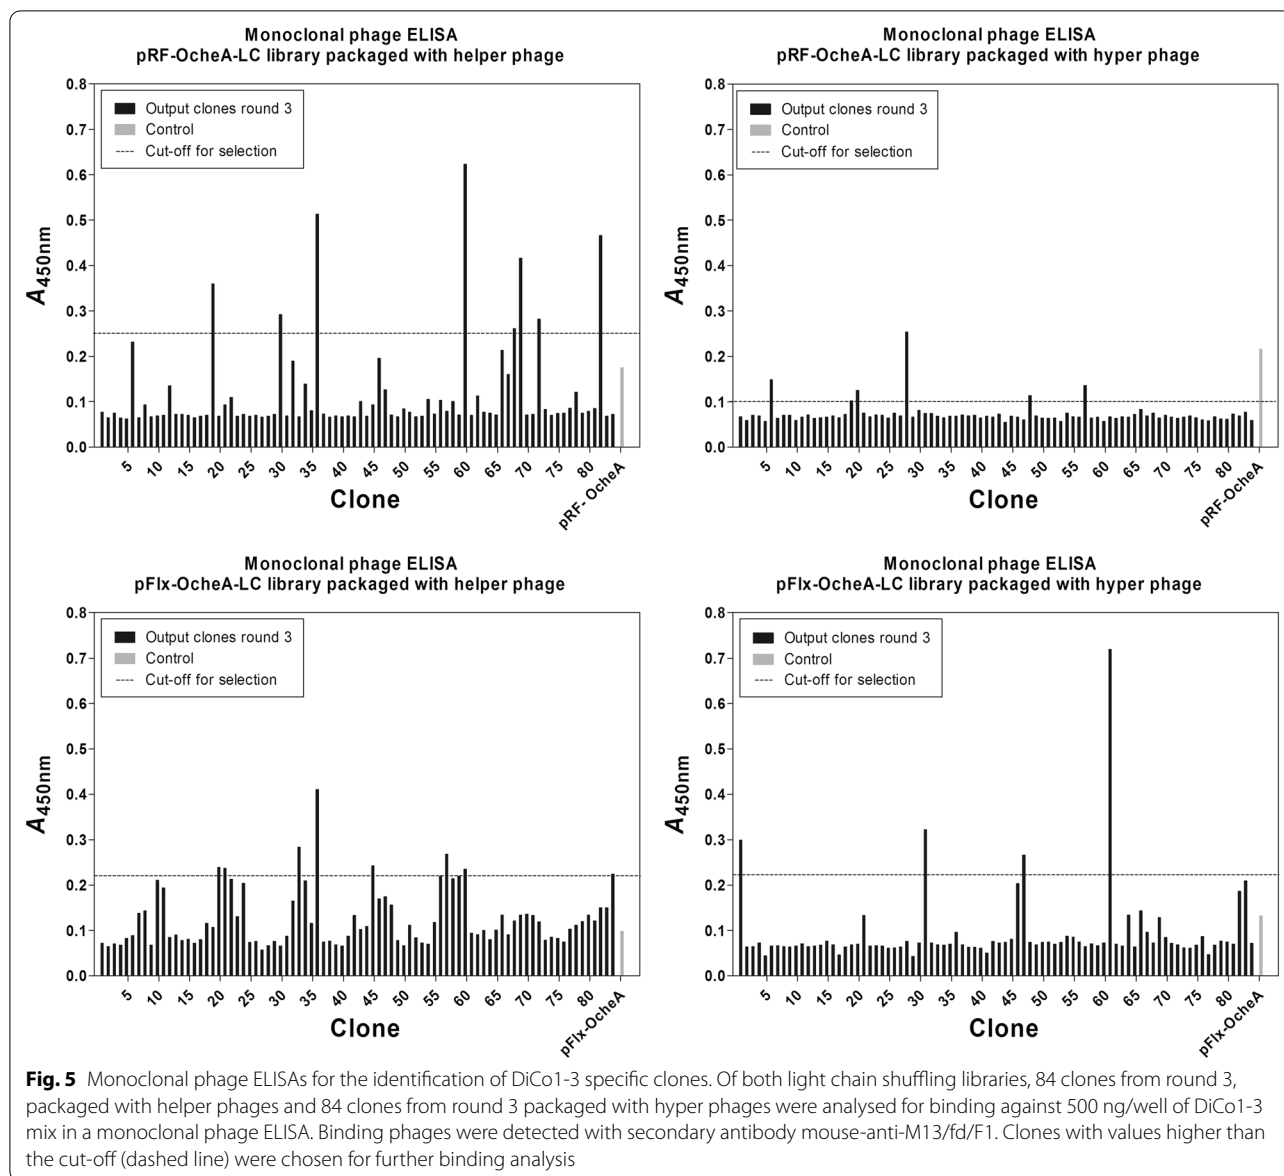 Monoclonal phage ELISA
pRF-OcheA-LC library packaged with helper phage
0.8
0.7
0.6
0.5
0.4
0.3
0.2
0.1
0.0
A450nm
Output clones round 3
Control
Cut-off for selection
5 10 15 20 25 30 35 40 45 50 55 60 65 70 75 80 pRF- OcheA
Clone
Monoclonal phage ELISA
pRF-OcheA-LC library packaged with hyper phage
0.8
0.7
0.6
0.5
0.4
0.3
0.2
0.1
0.0
A450nm
Output clones round 3
Control
Cut-off for selection
5 10 15 20 25 30 35 40 45 50 55 60 65 70 75 80 pRF-OcheA
Clone
Monoclonal phage ELISA
pFlx-OcheA-LC library packaged with helper phage
0.8
0.7
0.6
0.5
0.4
0.3
0.2
0.1
0.0
A450nm
Output clones round 3
Control
Cut-off for selection
5 10 15 20 25 30 35 40 45 50 55 60 65 70 75 80 pFlx-OcheA
Clone
Monoclonal phage ELISA
pFlx-OcheA-LC library packaged with hyper phage
0.8
0.7
0.6
0.5
0.4
0.3
0.2
0.1
0.0
A450nm
Output clones round 3
Control
Cut-off for selection
5 10 15 20 25 30 35 40 45 50 55 60 65 70 75 80 pFlx-OcheA
Clone
Fig. 5 Monoclonal phage ELISAs for the identification of DiCo1-3 specific clones. Of both light chain shuffling libraries, 84 clones from round 3,
packaged with helper phages and 84 clones from round 3 packaged with hyper phages were analysed for binding against 500 ng/well of DiCo1-3
mix in a monoclonal phage ELISA. Binding phages were detected with secondary antibody mouse-anti-M13/fd/F1. Clones with values higher than
the cut-off (dashed line) were chosen for further binding analysis